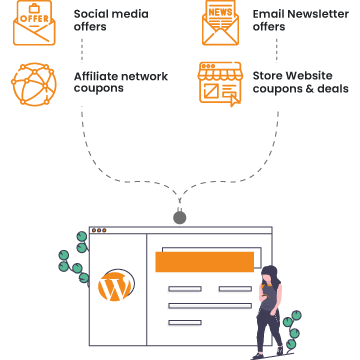 Social media
offers
Email Newsletter
offers
OFFER
NEWS
Affiliate network
coupons
Store Website
coupons & deals